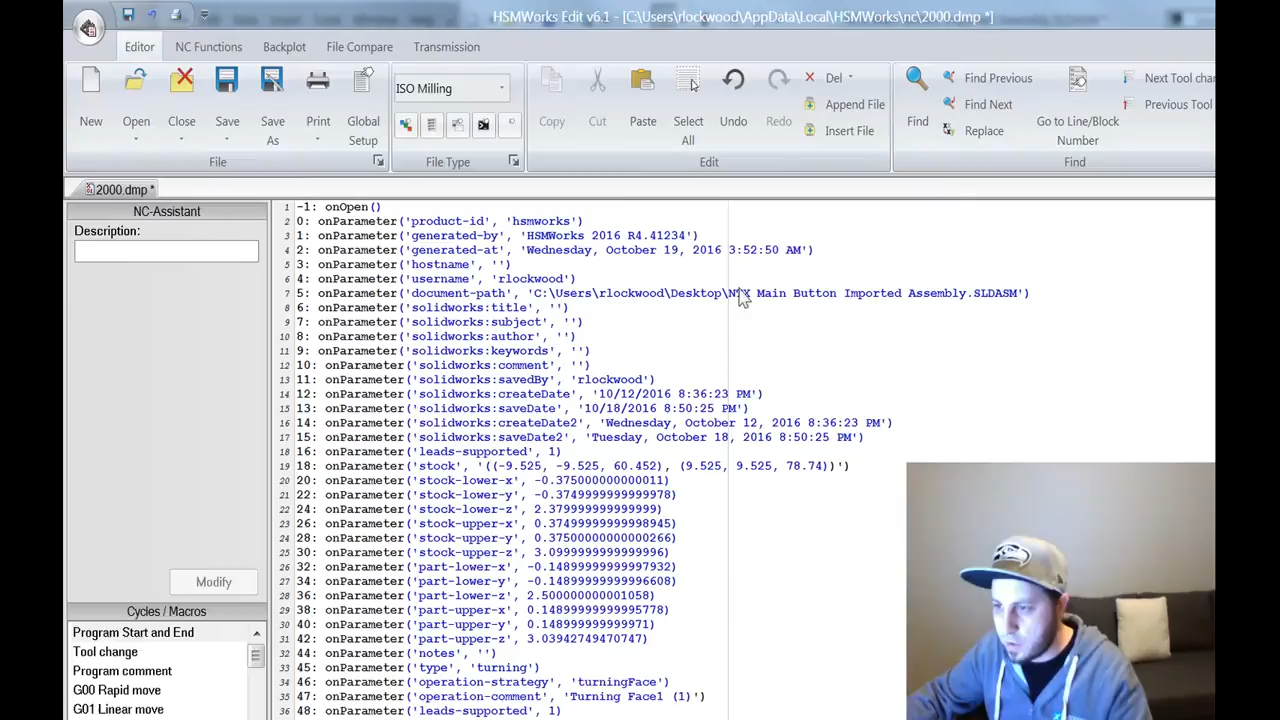 HSMWorks Edit v6.1 - [C:\Users\rlockwood\AppData\Local\HSMWorks\nc\2000.dmp *]
Editor NC Functions Backplot File Compare Transmission
New Open Close Save Save As Print Global Setup
File
ISO Milling
File Type
Copy Cut Paste Select All Undo Redo
Del
Append File
Insert File
Edit
Find
Find Previous
Find Next
Replace
Go to Line/Block Number
Next Tool char
Previous Tool
Find
2000.dmp *
NC-Assistant
Description:
Modify
Cycles / Macros
Program Start and End
Tool change
Program comment
G00 Rapid move
G01 Linear move
1 -1: onOpen()
2 0: onParameter('product-id', 'hsmworks')
3 1: onParameter('generated-by', 'HSMWorks 2016 R4.41234')
4 2: onParameter('generated-at', 'Wednesday, October 19, 2016 3:52:50 AM')
5 3: onParameter('hostname', '')
6 4: onParameter('username', 'rlockwood')
7 5: onParameter('document-path', 'C:\Users\rlockwood\Desktop\ Main Button Imported Assembly.SLDASM')
8 6: onParameter('solidworks:title', '')
9 7: onParameter('solidworks:subject', '')
10 8: onParameter('solidworks:author', '')
11 9: onParameter('solidworks:keywords', '')
12 10: onParameter('solidworks:comment', '')
13 11: onParameter('solidworks:savedBy', 'rlockwood')
14 12: onParameter('solidworks:createDate', '10/12/2016 8:36:23 PM')
15 13: onParameter('solidworks:saveDate', '10/18/2016 8:50:25 PM')
16 14: onParameter('solidworks:createDate2', 'Wednesday, October 12, 2016 8:36:23 PM')
17 15: onParameter('solidworks:saveDate2', 'Tuesday, October 18, 2016 8:50:25 PM')
18 16: onParameter('leads-supported', 1)
19 18: onParameter('stock', '((-9.525, -9.525, 60.452), (9.525, 9.525, 78.74))')
20 20: onParameter('stock-lower-x', -0.375000000000011)
21 22: onParameter('stock-lower-y', -0.3749999999999978)
22 24: onParameter('stock-lower-z', 2.379999999999999)
23 26: onParameter('stock-upper-x', 0.37499999999998945)
24 28: onParameter('stock-upper-y', 0.37500000000000266)
25 30: onParameter('stock-upper-z', 3.0999999999999996)
26 32: onParameter('part-lower-x', -0.14899999999997932)
27 34: onParameter('part-lower-y', -0.14899999999996608)
28 36: onParameter('part-lower-z', 2.500000000001058)
29 38: onParameter('part-upper-x', 0.14899999999995778)
30 40: onParameter('part-upper-y', 0.1489999999999971)
31 42: onParameter('part-upper-z', 3.03942749470747)
32 44: onParameter('notes', '')
33 45: onParameter('type', 'turning')
34 46: onParameter('operation-strategy', 'turningFace')
35 47: onParameter('operation-comment', 'Turning Face1 (1)')
36 48: onParameter('leads-supported', 1)